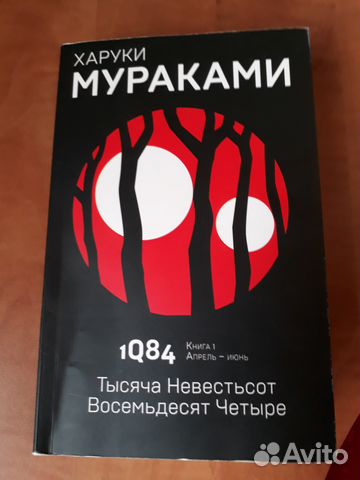 ХАРУКИ
МУРАКАМИ
1Q84
Книга 1
Апрель – июнь
Тысяча Невестьсот
Восемьдесят Четыре
Avito